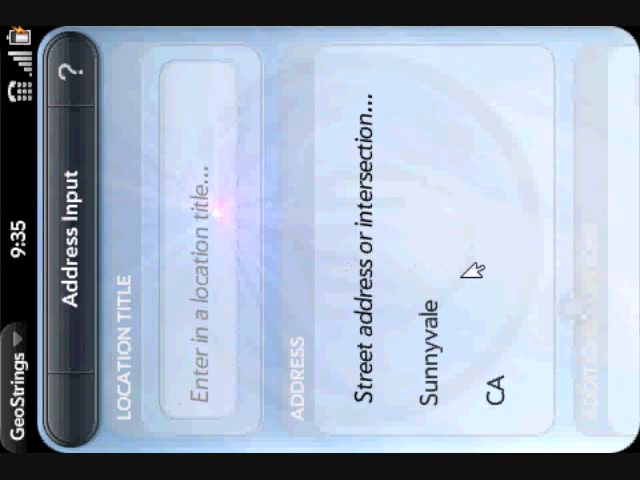 GeoStrings 9:35
Address Input ?
LOCATION TITLE
Enter in a location title...
ADDRESS
Street address or intersection...
Sunnyvale
CA